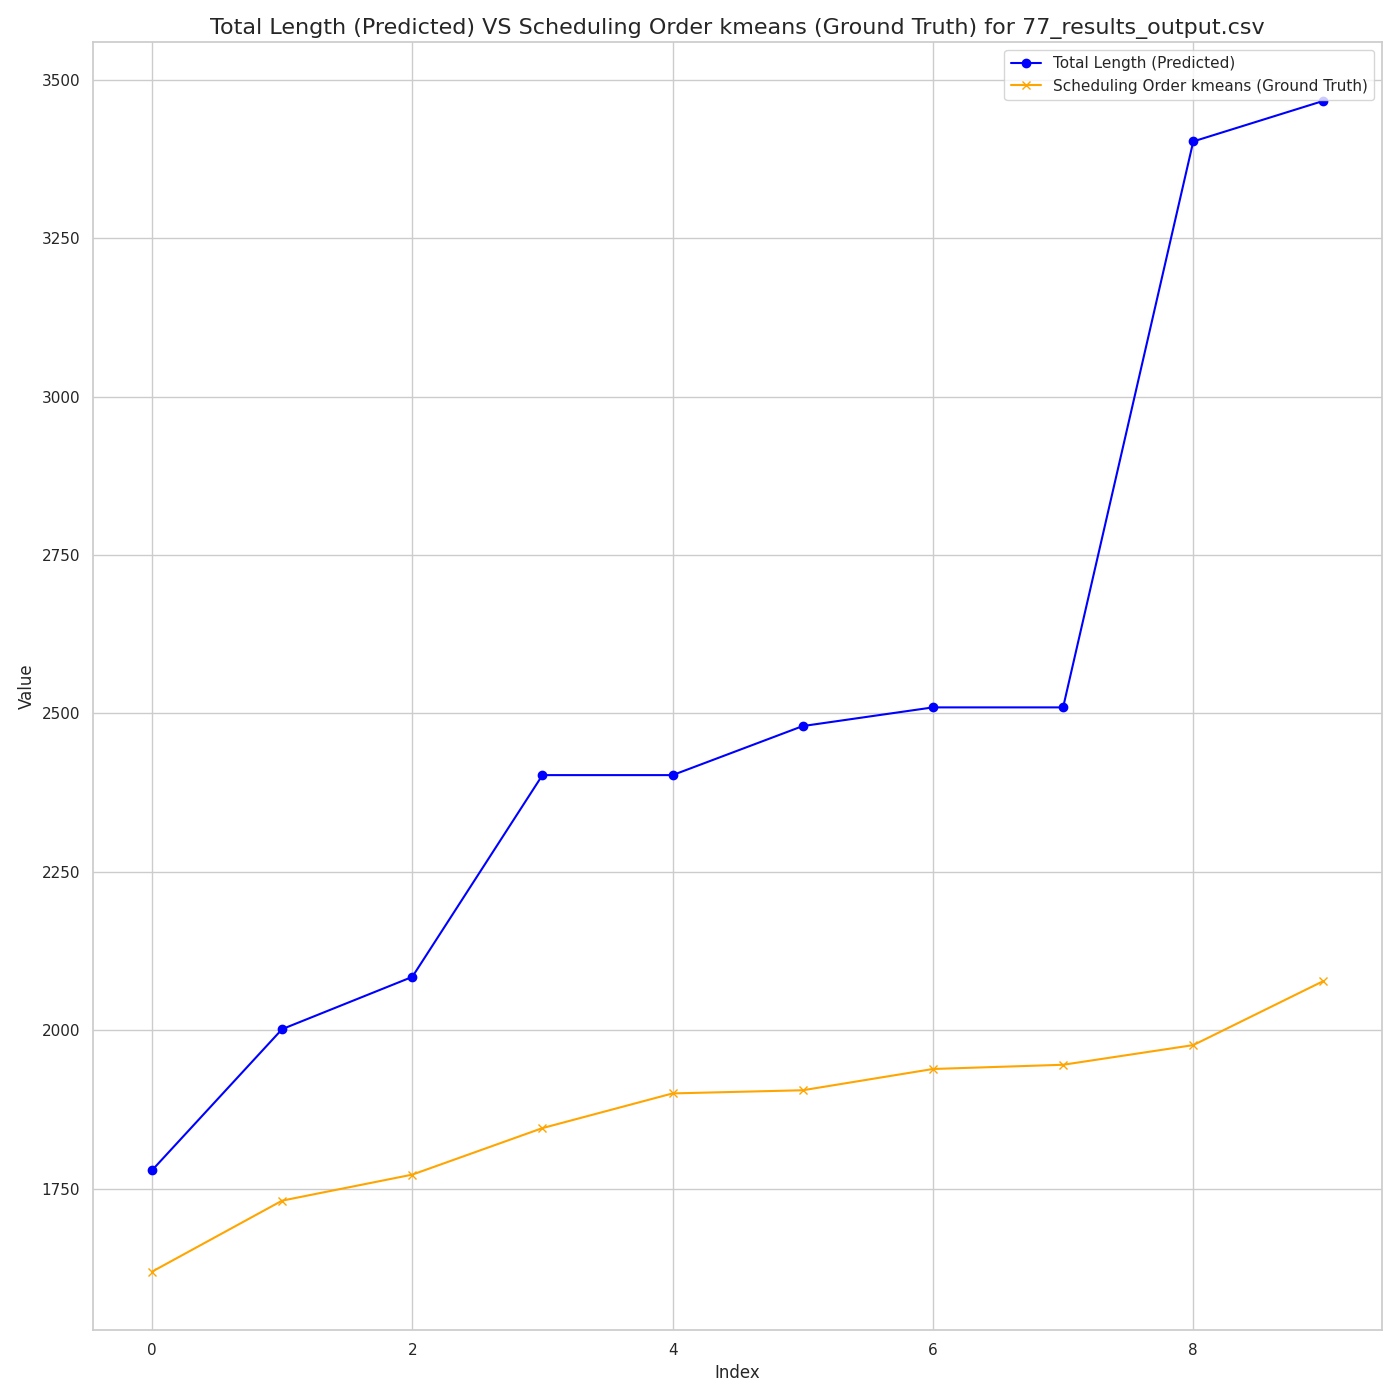 Total Length (Predicted) VS Scheduling Order kmeans (Ground Truth) for 77_results_output.csv
Total Length (Predicted)
Scheduling Order kmeans (Ground Truth)
3500
3250
3000
2750
2500
2250
2000
1750
Value
0 2 4 6 8
Index